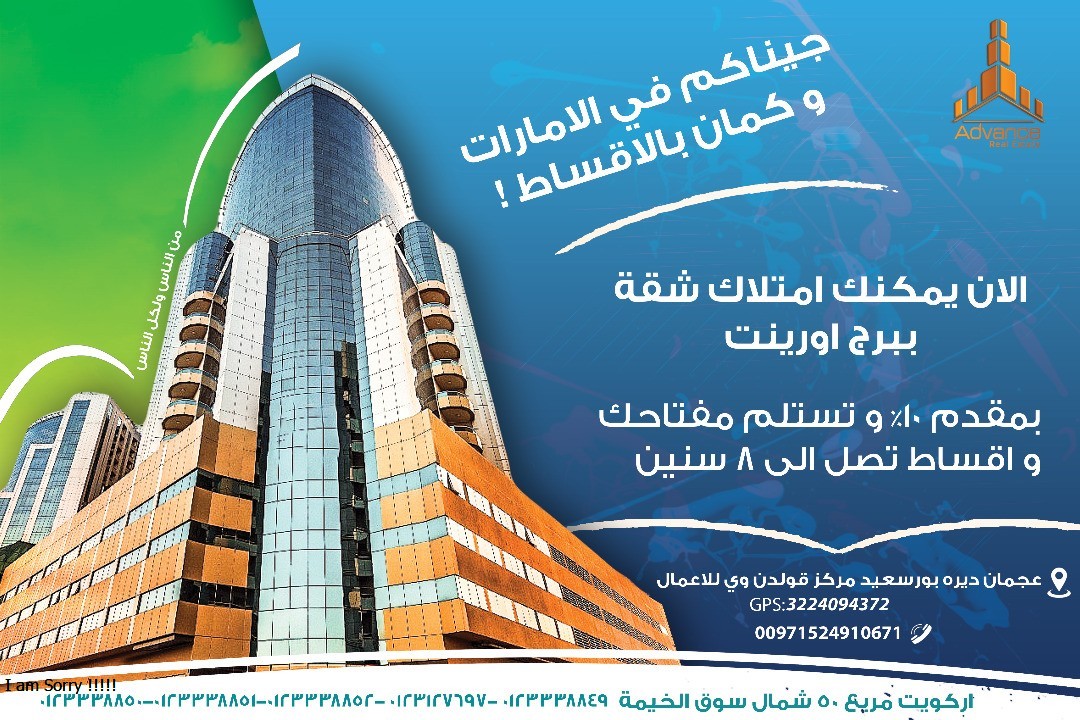 جيناكم في الامارات
و كمان بالاقساط !
Advance
Real Estate
من الناس ولكل الناس
الان يمكنك امتلاك شقة
ببرج اورينت
بمقدم ١٠٪ و تستلم مفتاحك
و اقساط تصل الى ٨ سنين
عجمان ديره بورسعيد مركز قولدن وي للاعمال
GPS:3224094372
00971524910671
I am Sorry !!!!!
اركويت مربع ٥٠ شمال سوق الخيمة ٠١٢٣٣٣٨٨٤٩ -٠١٢٣١٢٧٦٩٧ -٠١٢٣٣٣٨٨٥٢-٠١٢٣٣٣٨٨٥١-٠١٢٣٣٣٨٨٥٠